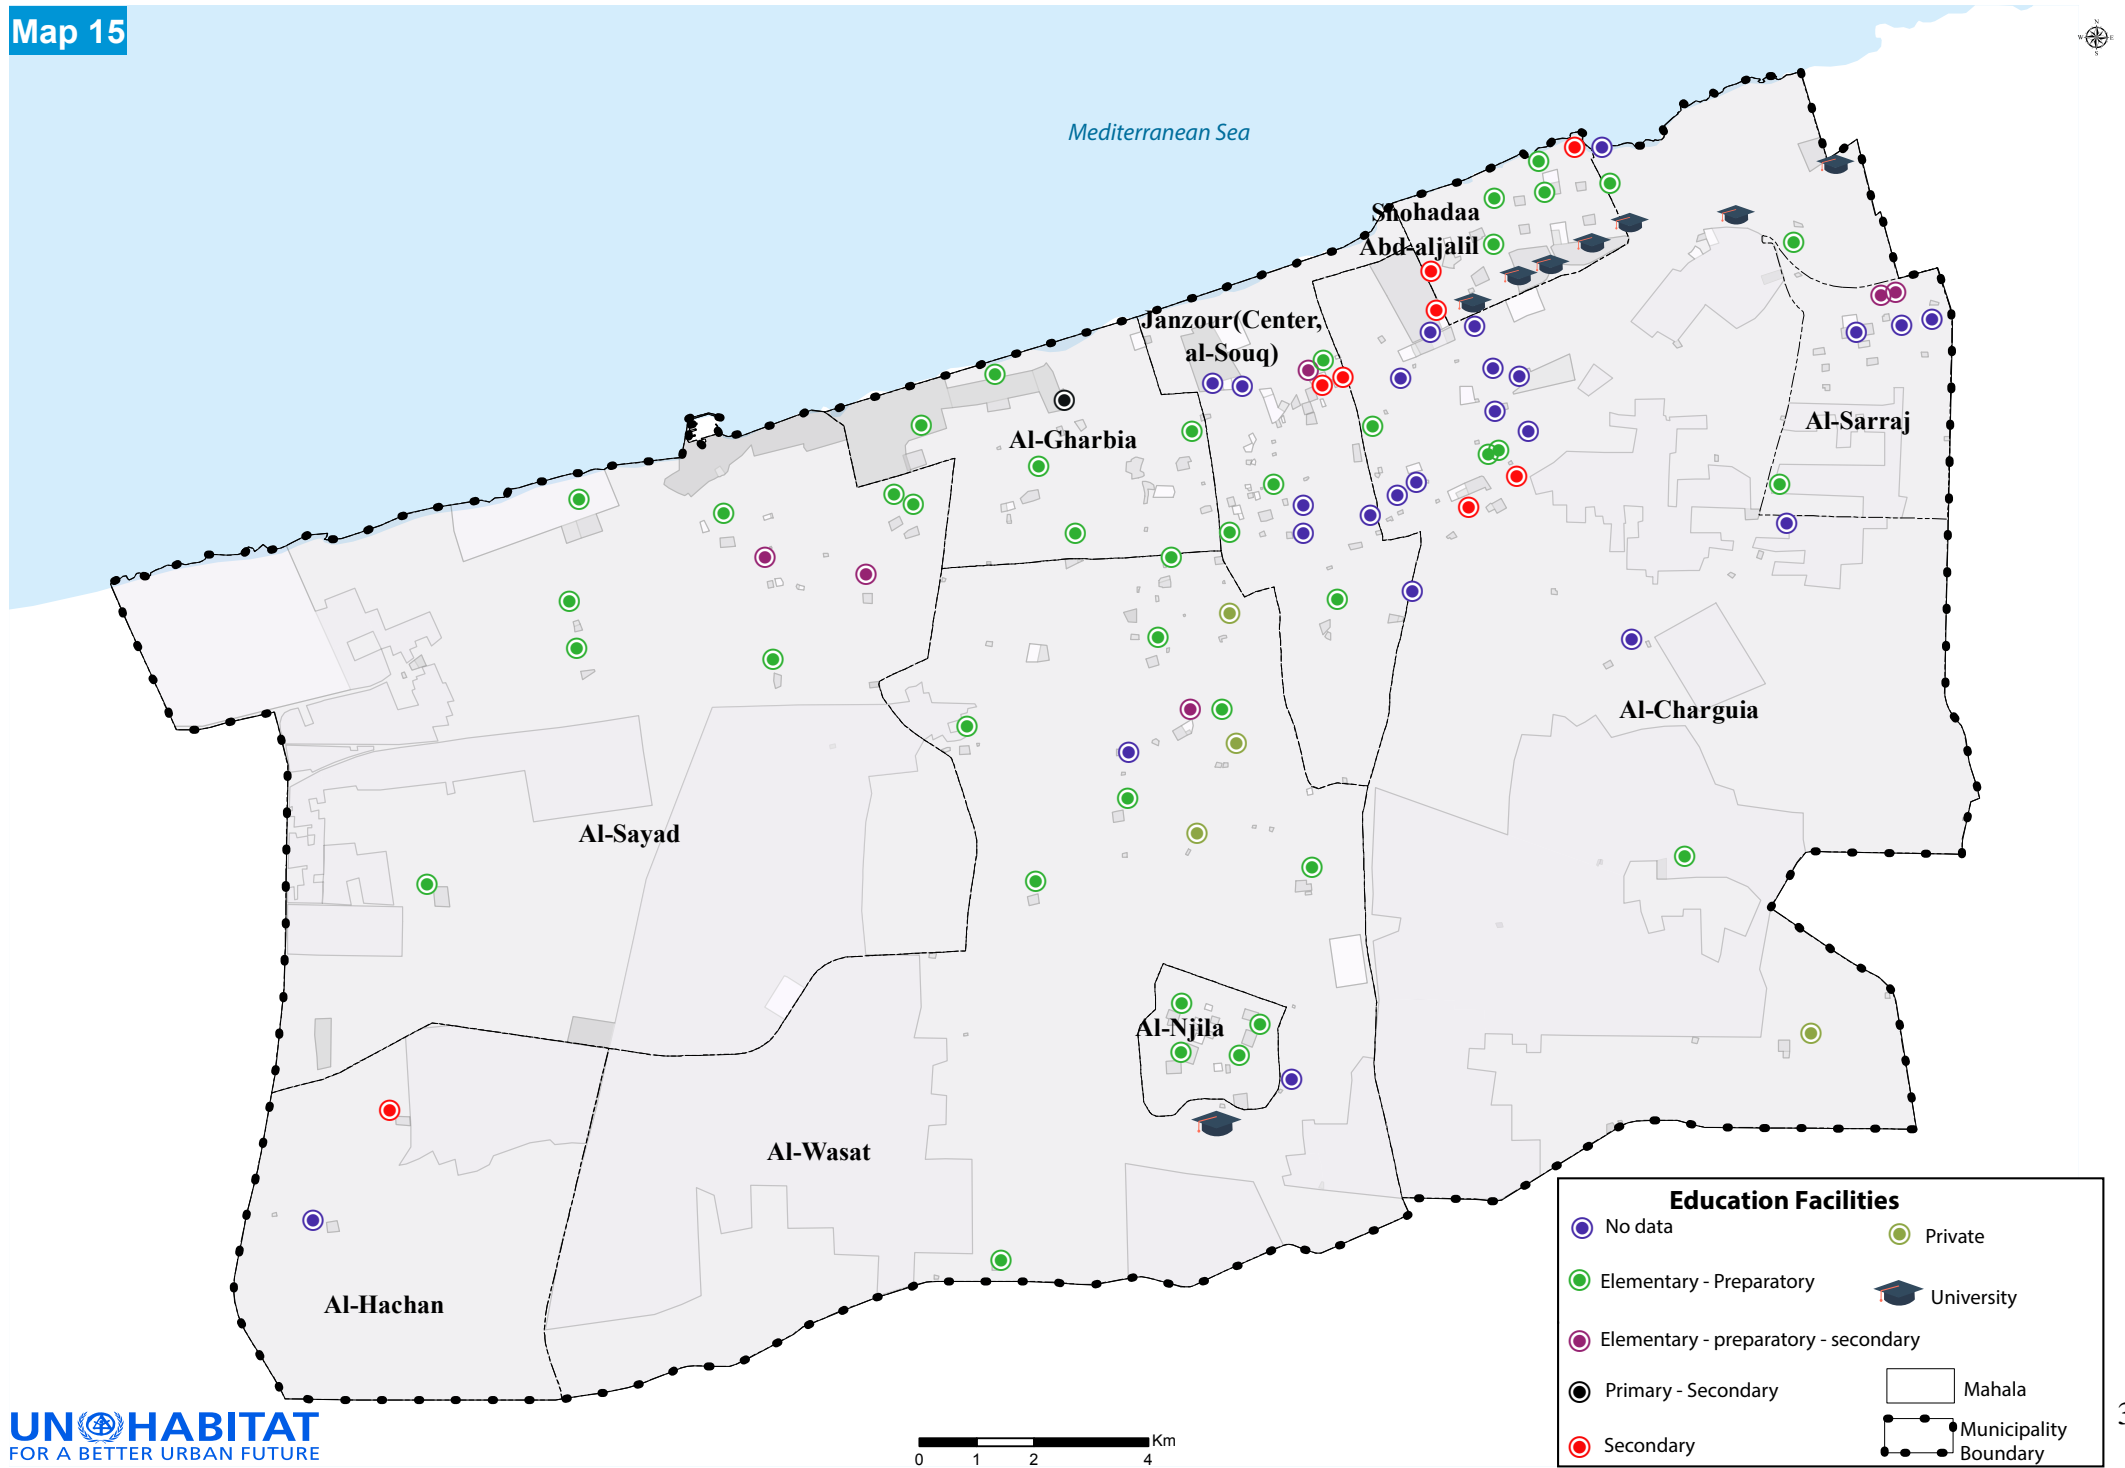 Map 15
N
W
E
S
Mediterranean Sea
Shohadaa
Abd-aljalil
Janzour(Center,
al-Souq)
Al-Gharbia
Al-Sarraj
Al-Charguia
Al-Sayad
Al-Njila
Al-Wasat
Al-Hachan
Education Facilities
No data
Private
Elementary - Preparatory
University
Elementary - preparatory - secondary
Primary - Secondary
Mahala
Secondary
Municipality
Boundary
UN HABITAT
FOR A BETTER URBAN FUTURE
Km
0 1 2 4